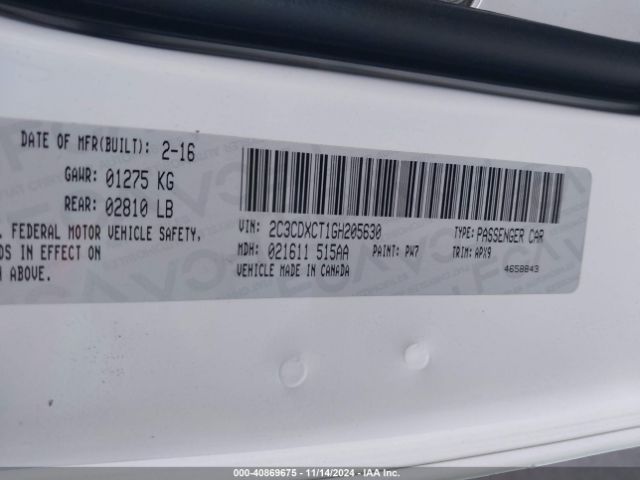 DATE OF MFR(BUILT): 2-16
GAWR: 01275 KG
REAR: 02810 LB
. FEDERAL MOTOR VEHICLE SAFETY,
DS IN EFFECT ON
ABOVE.
VIN: 2C3CDXCT1GH205630 TYPE: PASSENGER CAR
MDH: 021611 515AA PAINT: PW7 TRIM: APX9
VEHICLE MADE IN CANADA 4658843
000-40869675 | 11/14/2024 | IAA Inc.